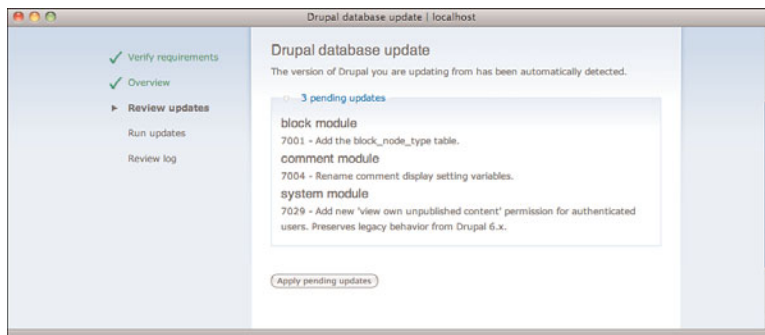 Drupal database update | localhost
Verify requirements
Overview
Review updates
Run updates
Review log
Drupal database update
The version of Drupal you are updating from has been automatically detected.
3 pending updates
block module
7001 - Add the block_node_type table.
comment module
7004 - Rename comment display setting variables.
system module
7029 - Add new 'view own unpublished content' permission for authenticated
users. Preserves legacy behavior from Drupal 6.x.
Apply pending updates